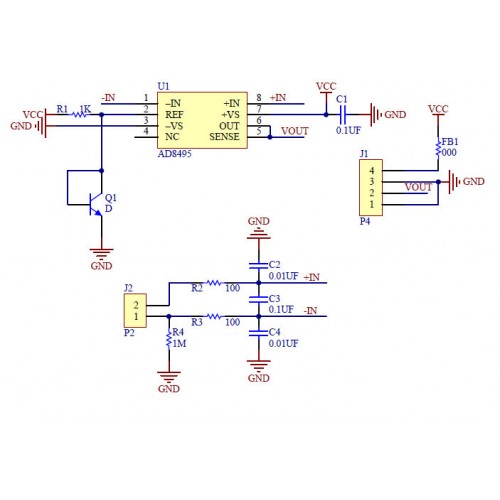 U1
-IN 1 –IN +IN 8 +IN
VCC R1 1K 2 REF +VS 7 VCC C1 GND
GND 3 –VS OUT 6 0.1UF
4 NC SENSE 5 VOUT
AD8495
VCC
FB1
000
J1
4
3 GND
2 VOUT
1
P4
Q1
D
GND
GND
C2
0.01UF
J2 R2 100 +IN
2 C3
0.1UF
1 R3 100 -IN
P2 R4
1M
C4
0.01UF
GND
GND